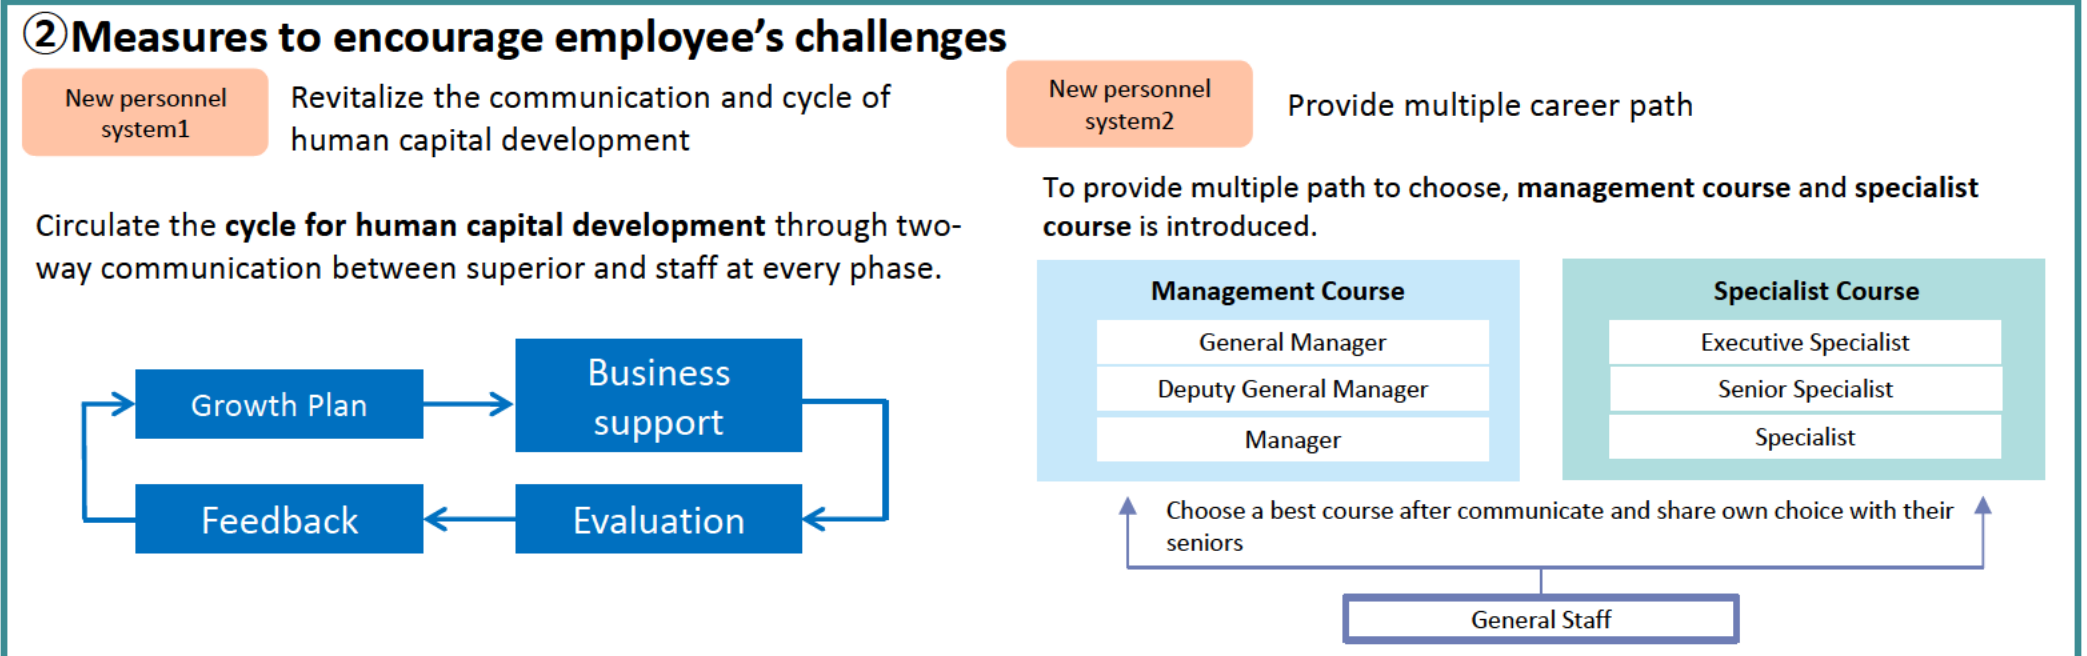 ②Measures to encourage employee’s challenges
New personnel
system1
Revitalize the communication and cycle of
human capital development
Circulate the cycle for human capital development through two-
way communication between superior and staff at every phase.
Growth Plan
Business
support
Feedback
Evaluation
New personnel
system2
Provide multiple career path
To provide multiple path to choose, management course and specialist
course is introduced.
Management Course
General Manager
Deputy General Manager
Manager
Specialist Course
Executive Specialist
Senior Specialist
Specialist
Choose a best course after communicate and share own choice with their
seniors
General Staff